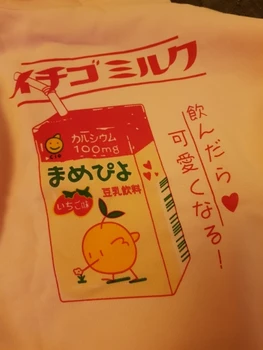 イチゴミルク
カルシウム
100mg
まめぴよ
いちご味
豆乳飲料
飲んだら♥
可愛くなる!